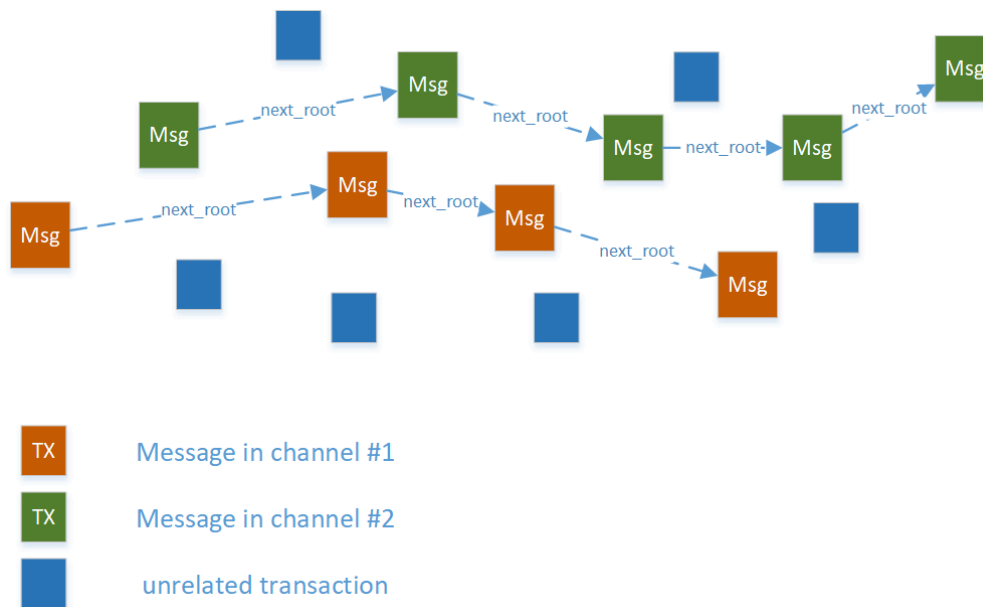 Msg
Msg
next_root
Msg
next_root
Msg
next_root
Msg
next_root
Msg
Msg
next_root
Msg
next_root
Msg
next_root
Msg
TX Message in channel #1
TX Message in channel #2
unrelated transaction